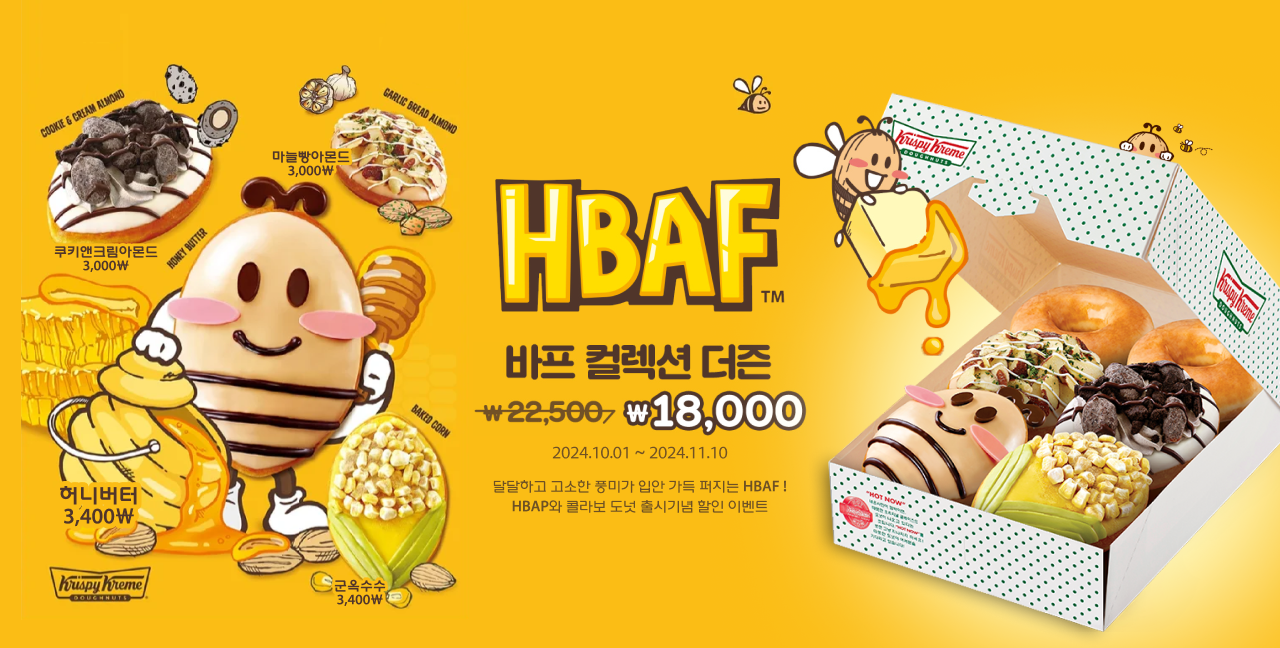 COOKIE & CREAM ALMOND
쿠키앤크림아몬드
3,000₩
GARLIC BREAD ALMOND
마늘빵아몬드
3,000₩
HONEY BUTTER
허니버터
3,400₩
BAKED CORN
군옥수수
3,400₩
Krispy Kreme
DOUGHNUTS
HBAF
TM
바프 컬렉션 더즌
₩22,500 ₩18,000
2024.10.01 ~ 2024.11.10
달달하고 고소한 풍미가 입안 가득 퍼지는 HBAF !
HBAP와 콜라보 도넛 출시기념 할인 이벤트
Krispy Kreme
DOUGHNUTS
Krispy Kreme
DOUGHNUTS
"HOT NOW"